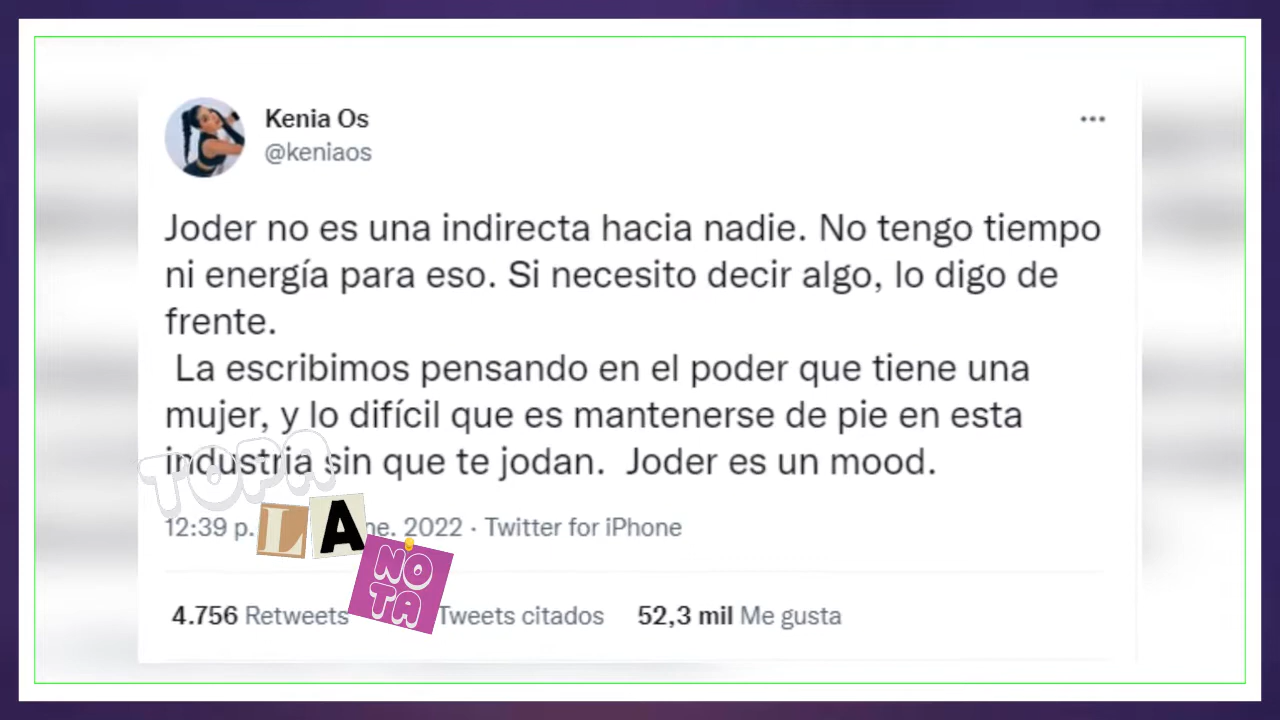 Kenia Os
@keniaos
Joder no es una indirecta hacia nadie. No tengo tiempo
ni energía para eso. Si necesito decir algo, lo digo de
frente.
La escribimos pensando en el poder que tiene una
mujer, y lo difícil que es mantenerse de pie en esta
industria sin que te jodan. Joder es un mood.
TOPA
LA
NO
TA
12:39 p. 2022 · Twitter for iPhone
4.756 Retweets Tweets citados 52,3 mil Me gusta